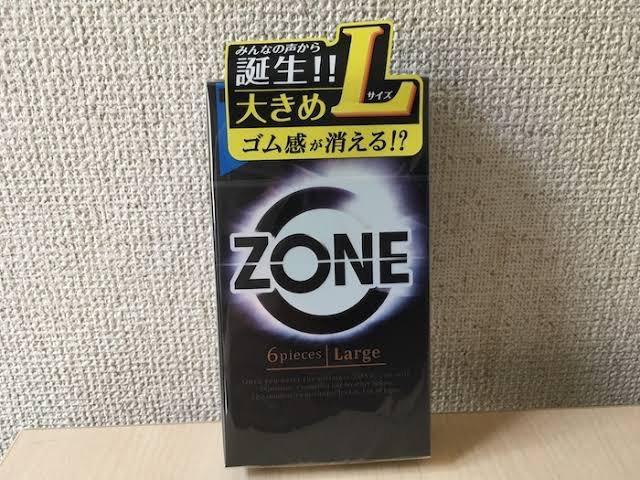 みんなの声から
誕生!!
大きめ
Lサイズ
ゴム感が消える!?
ZONE
6pieces | Large